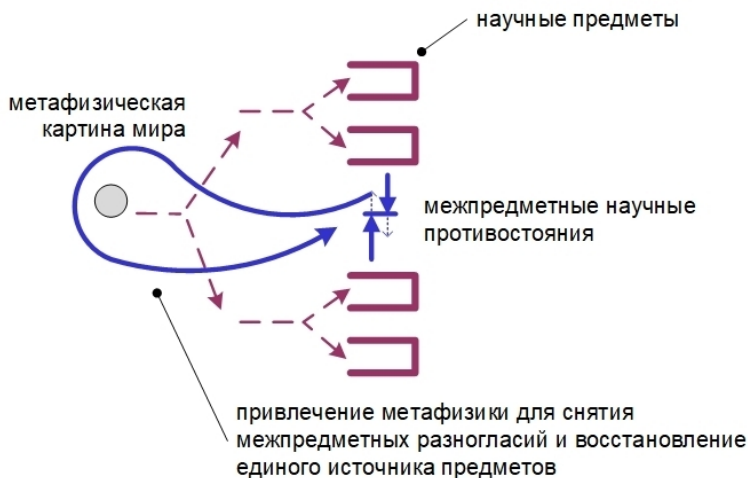 научные предметы
метафизическая
картина мира
межпредметные научные
противостояния
привлечение метафизики для снятия
межпредметных разногласий и восстановление
единого источника предметов